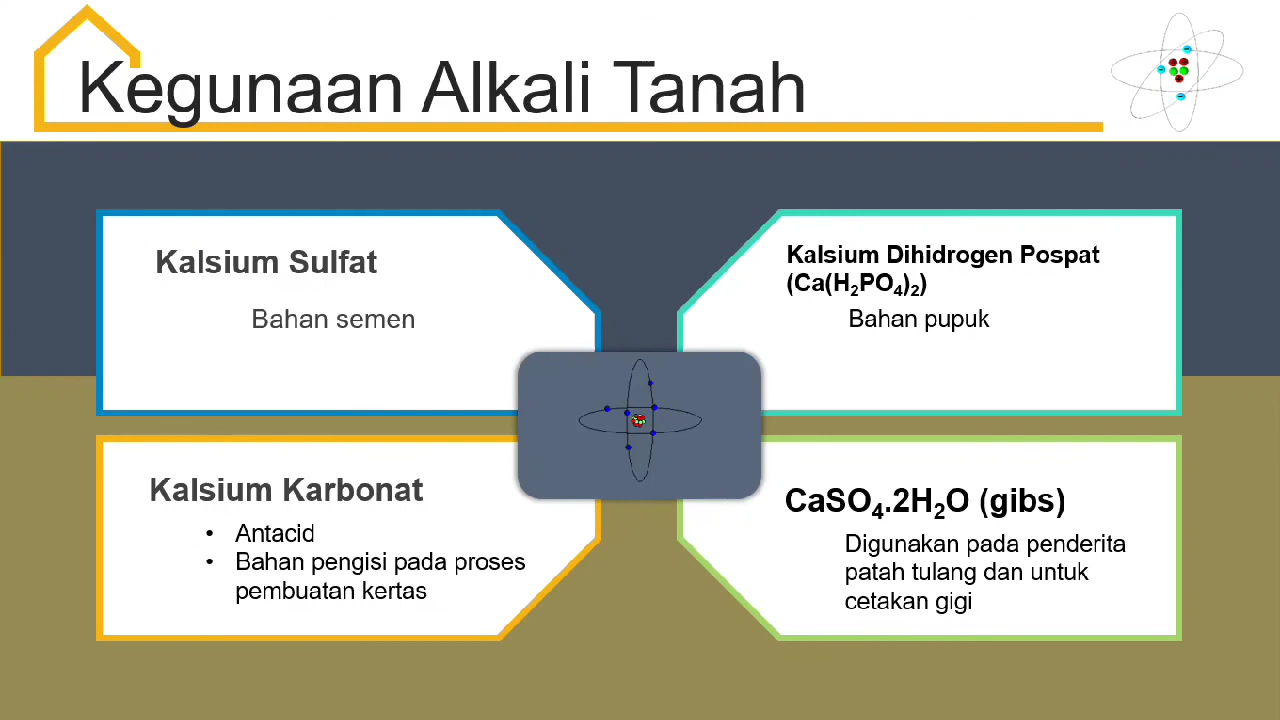 Kegunaan Alkali Tanah
Kalsium Sulfat
Bahan semen
Kalsium Dihidrogen Pospat
(Ca(H₂PO₄)₂)
Bahan pupuk
Kalsium Karbonat
• Antacid
• Bahan pengisi pada proses
pembuatan kertas
CaSO₄.2H₂O (gibs)
Digunakan pada penderita
patah tulang dan untuk
cetakan gigi